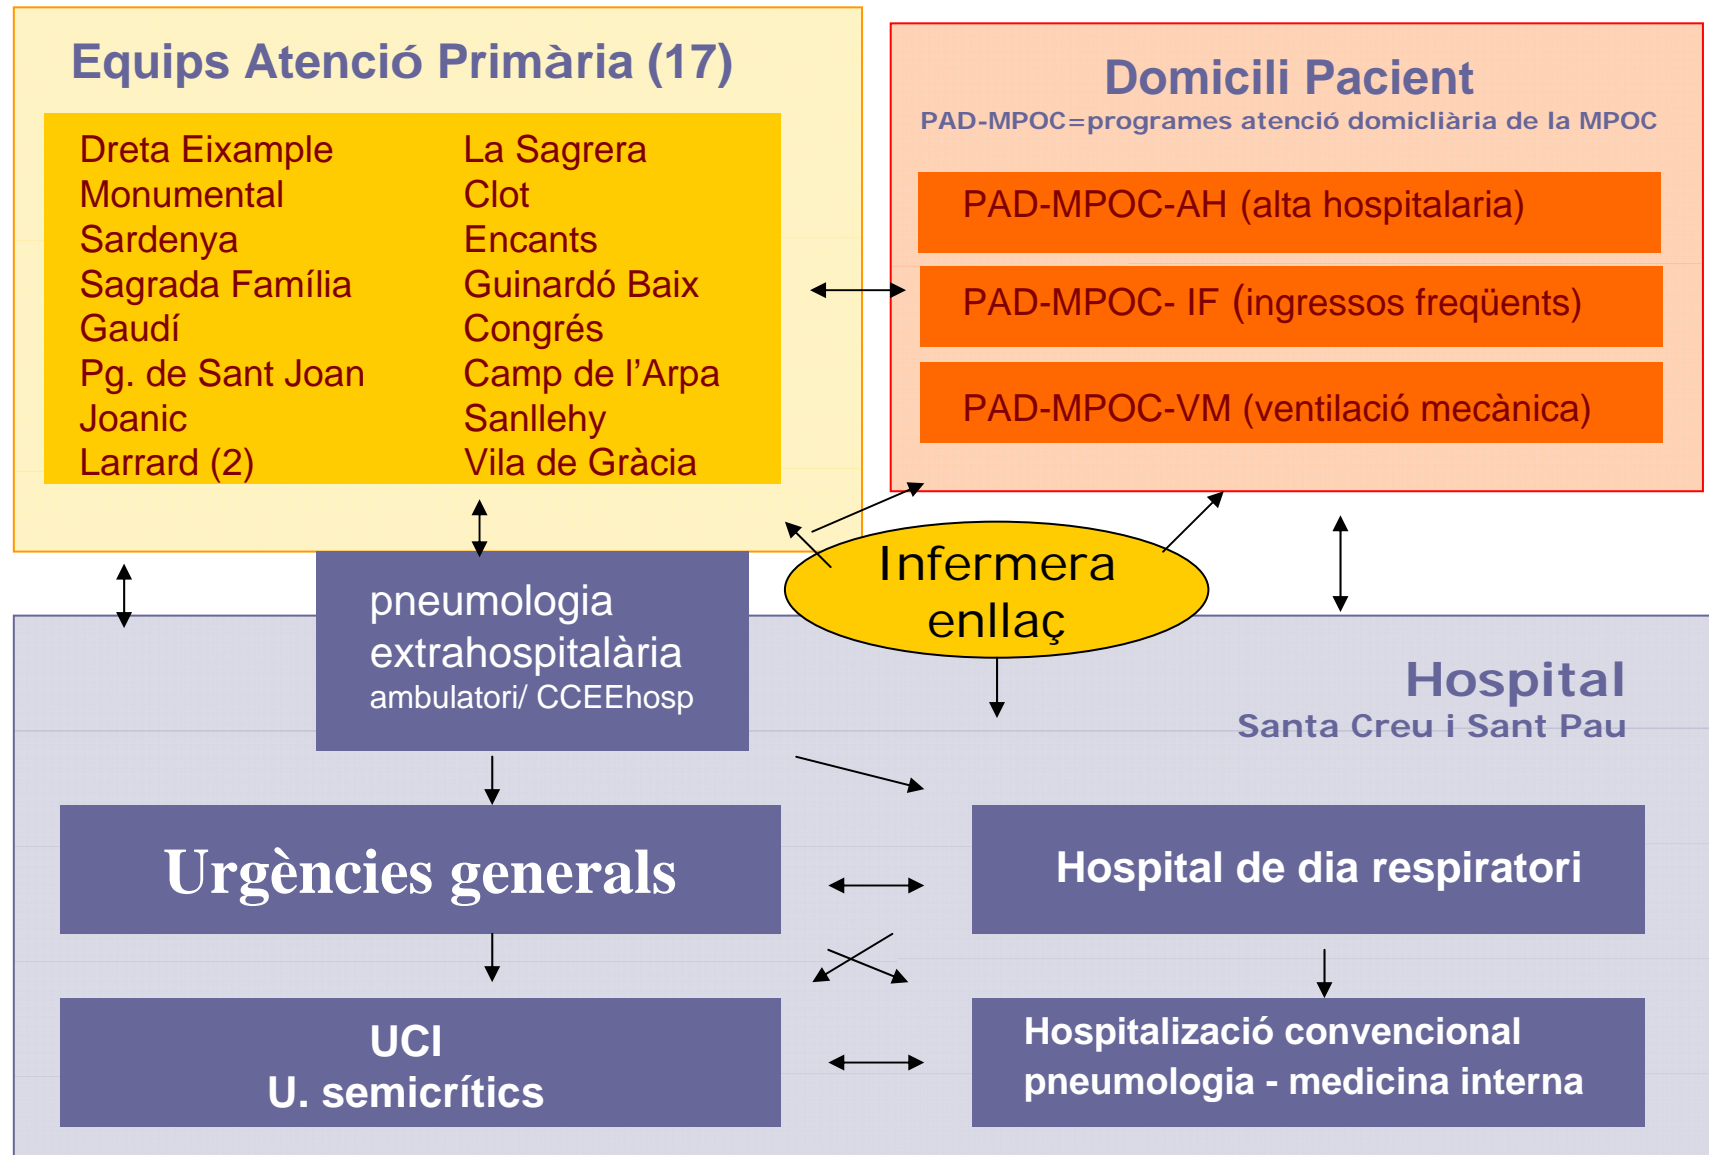 Equips Atenció Primària (17)
Dreta Eixample
Monumental
Sardenya
Sagrada Família
Gaudí
Pg. de Sant Joan
Joanic
Larrard (2)
La Sagrera
Clot
Encants
Guinardó Baix
Congrés
Camp de l’Arpa
Sanllehy
Vila de Gràcia
Domicili Pacient
PAD-MPOC=programes atenció domicliària de la MPOC
PAD-MPOC-AH (alta hospitalaria)
PAD-MPOC- IF (ingressos freqüents)
PAD-MPOC-VM (ventilació mecànica)
pneumologia
extrahospitalària
ambulatori/ CCEEhosp
Infermera
enllaç
Hospital
Santa Creu i Sant Pau
Urgències generals
Hospital de dia respiratori
UCI
U. semicrítics
Hospitalizació convencional
pneumologia - medicina interna